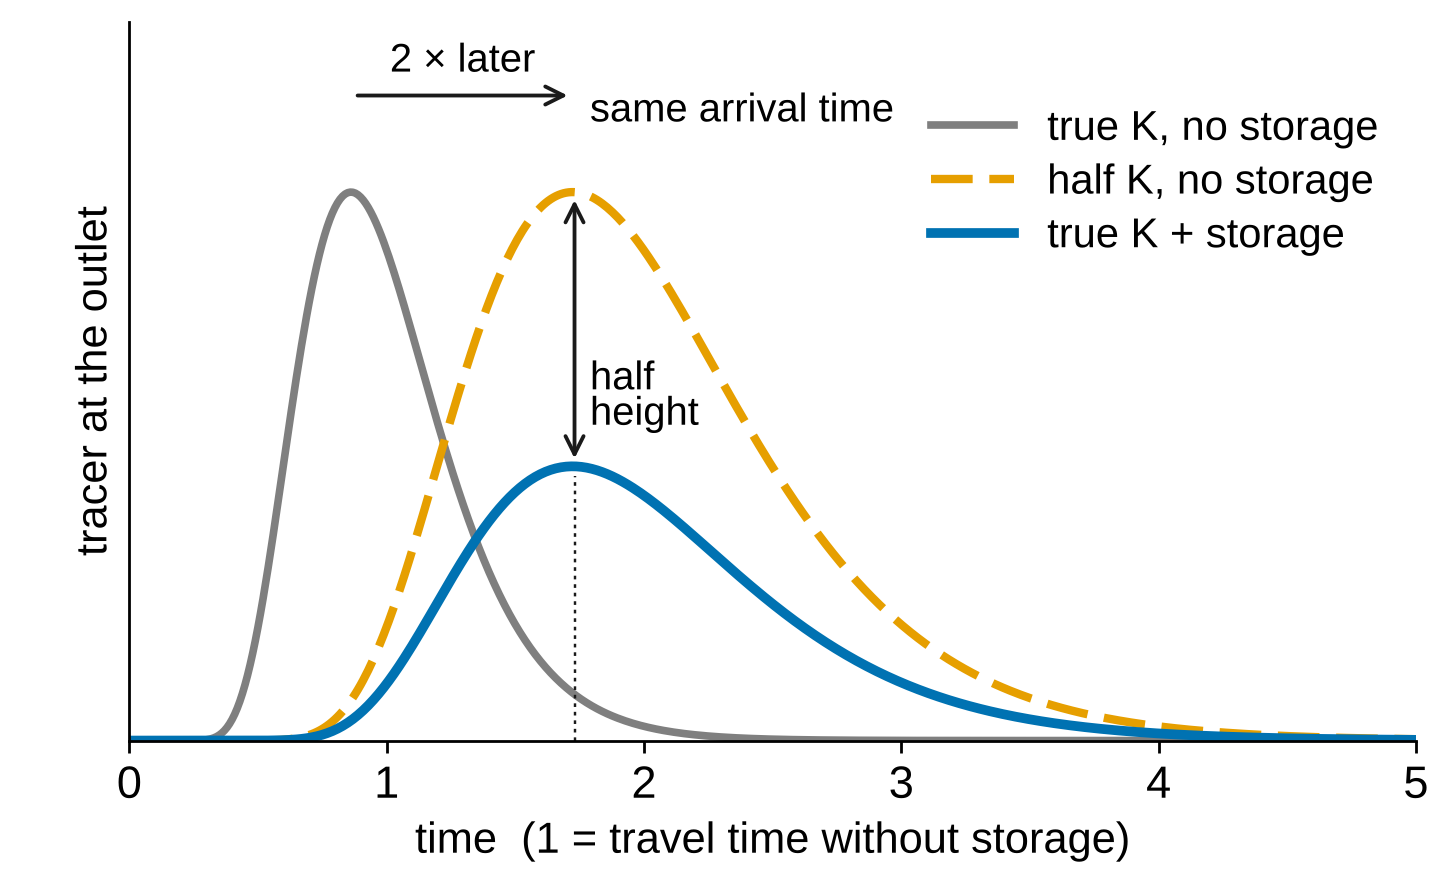 2 × later
same arrival time
true K, no storage
half K, no storage
true K + storage
half
height
tracer at the outlet
0 1 2 3 4 5
time (1 = travel time without storage)